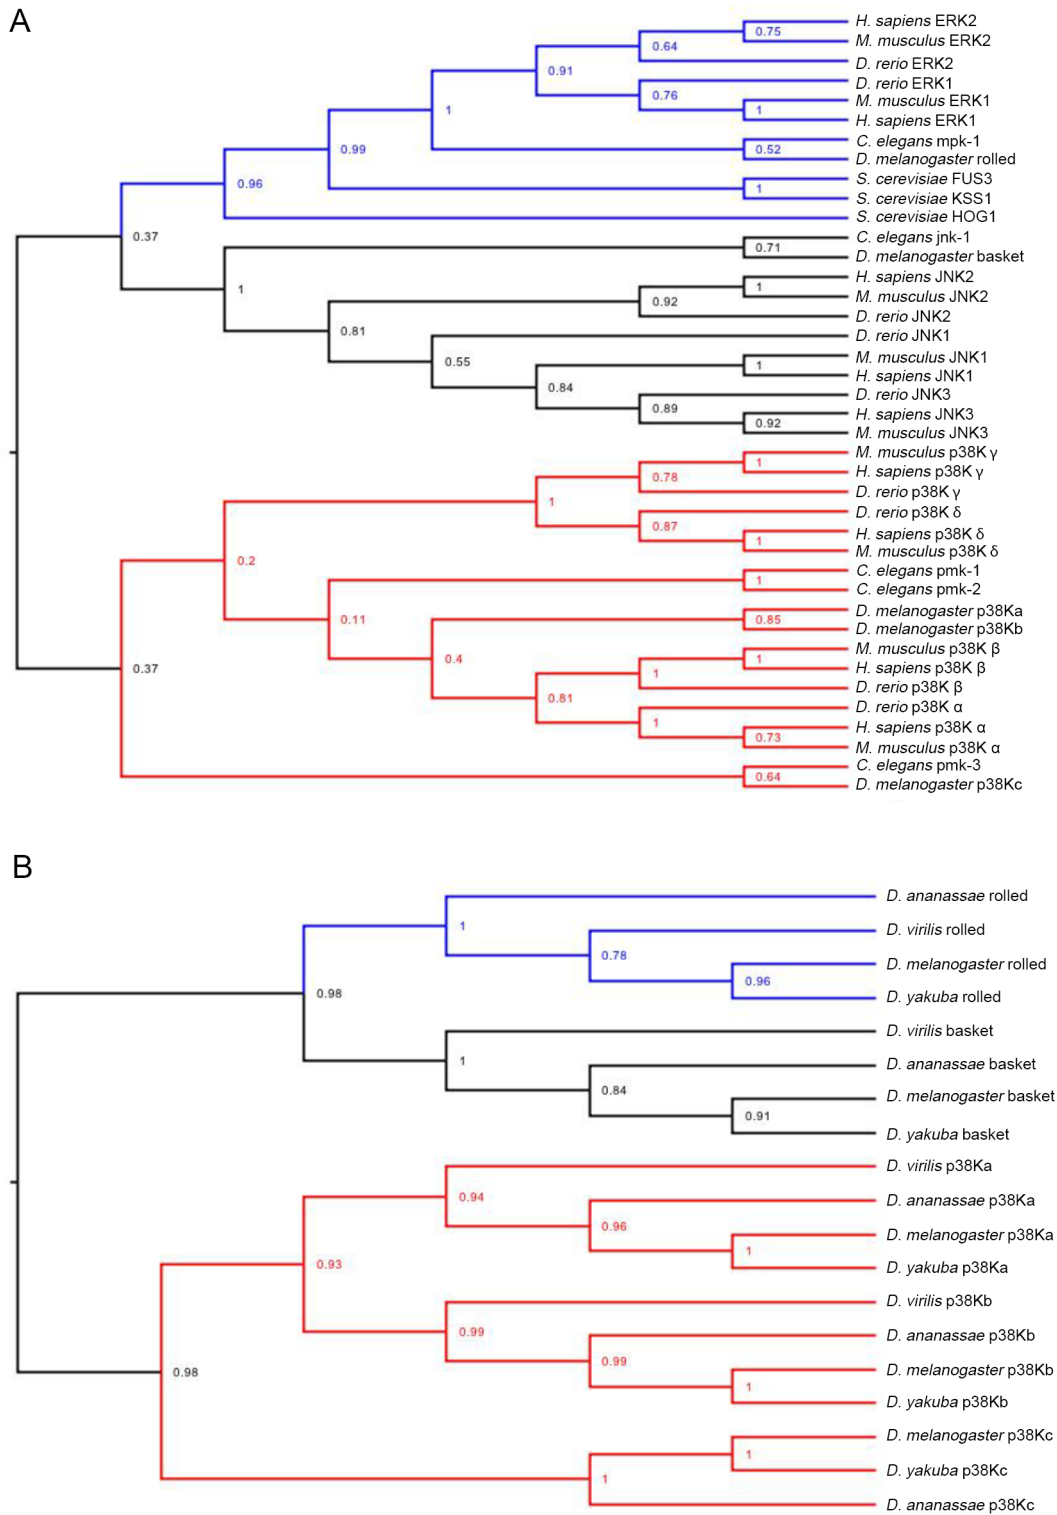 A
H. sapiens ERK2
0.75
M. musculus ERK2
0.64
D. rerio ERK2
0.91
D. rerio ERK1
0.76
M. musculus ERK1
1
H. sapiens ERK1
1
C. elegans mpk-1
0.52
D. melanogaster rolled
0.99
S. cerevisiae FUS3
1
S. cerevisiae KSS1
0.96
S. cerevisiae HOG1
0.37
C. elegans jnk-1
0.71
D. melanogaster basket
1
H. sapiens JNK2
1
M. musculus JNK2
0.92
D. rerio JNK2
0.81
D. rerio JNK1
0.55
M. musculus JNK1
1
H. sapiens JNK1
0.84
D. rerio JNK3
0.89
H. sapiens JNK3
0.92
M. musculus JNK3
M. musculus p38K γ
1
H. sapiens p38K γ
0.78
D. rerio p38K γ
1
D. rerio p38K δ
0.87
H. sapiens p38K δ
1
M. musculus p38K δ
0.2
C. elegans pmk-1
1
C. elegans pmk-2
0.11
D. melanogaster p38Ka
0.85
D. melanogaster p38Kb
0.4
M. musculus p38K β
1
H. sapiens p38K β
1
D. rerio p38K β
0.37
0.81
D. rerio p38K α
1
H. sapiens p38K α
0.73
M. musculus p38K α
C. elegans pmk-3
0.64
D. melanogaster p38Kc
B
D. ananassae rolled
1
D. virilis rolled
0.78
D. melanogaster rolled
0.96
D. yakuba rolled
0.98
D. virilis basket
1
D. ananassae basket
0.84
D. melanogaster basket
0.91
D. yakuba basket
D. virilis p38Ka
0.94
D. ananassae p38Ka
0.96
D. melanogaster p38Ka
1
D. yakuba p38Ka
0.93
D. virilis p38Kb
0.99
D. ananassae p38Kb
0.99
D. melanogaster p38Kb
1
D. yakuba p38Kb
0.98
D. melanogaster p38Kc
1
D. yakuba p38Kc
1
D. ananassae p38Kc